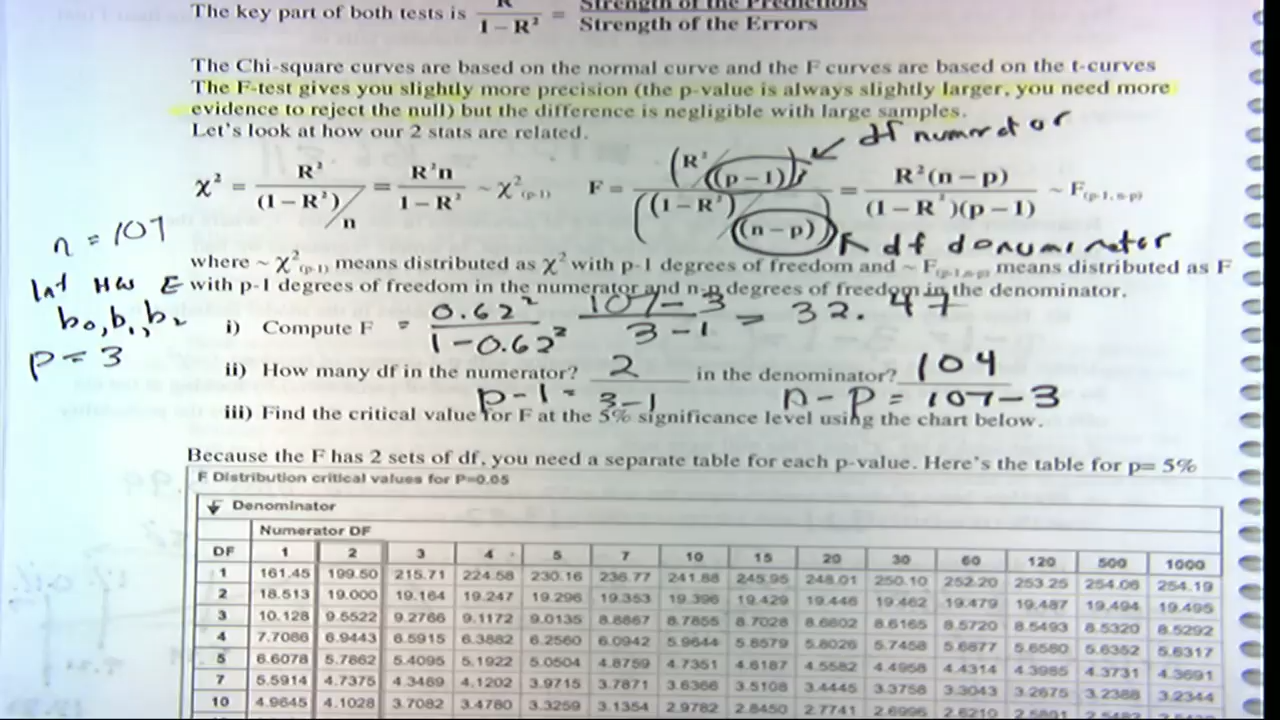 The key part of both tests is R² / 1 – R² = Strength of the Predictions / Strength of the Errors
The Chi-square curves are based on the normal curve and the F curves are based on the t-curves
The F-test gives you slightly more precision (the p-value is always slightly larger, you need more
evidence to reject the null) but the difference is negligible with large samples.
Let's look at how our 2 stats are related.
df numerator
χ² = R² / ((1 – R²) / n) = R²n / 1 – R² ~ χ²(p-1) F = (R² / (p – 1)) / ((1 – R²) / (n – p)) = R²(n – p) / (1 – R²)(p – 1) ~ F(p-1, n-p)
n = 107
df donumerator
where ~ χ²(p-1) means distributed as χ² with p-1 degrees of freedom and ~ F(p-1,n-p) means distributed as F
with p-1 degrees of freedom in the numerator and n-p degrees of freedom in the denominator.
b0, b1, b2
p = 3
i) Compute F = 0.62² / 1 – 0.62² 107 – 3 / 3 – 1 = 32.47
ii) How many df in the numerator? 2 in the denominator? 104
p – 1 = 3 – 1 n – p = 107 – 3
iii) Find the critical value for F at the 5% significance level using the chart below.
Because the F has 2 sets of df, you need a separate table for each p-value. Here's the table for p= 5%
F Distribution critical values for P=0.05
Denominator
Numerator DF
DF 1 2 3 4 5 7 10 15 20 30 60 120 500 1000
1 161.45 199.50 215.71 224.58 230.16 236.77 241.88 245.95 248.01 250.10 252.20 253.25 254.06 254.19
2 18.513 19.000 19.164 19.247 19.296 19.353 19.396 19.429 19.446 19.462 19.479 19.487 19.494 19.495
3 10.128 9.5522 9.2766 9.1172 9.0135 8.8867 8.7855 8.7028 8.6602 8.6165 8.5720 8.5493 8.5320 8.5292
4 7.7086 6.9443 6.5915 6.3882 6.2560 6.0942 5.9644 5.8579 5.8026 5.7458 5.6877 5.6580 5.6352 5.6317
5 6.6078 5.7862 5.4095 5.1922 5.0504 4.8759 4.7351 4.6187 4.5582 4.4958 4.4314 4.3985 4.3731 4.3691
7 5.5914 4.7375 4.3469 4.1202 3.9715 3.7871 3.6366 3.5108 3.4445 3.3758 3.3043 3.2675 3.2388 3.2344
10 4.9645 4.1028 3.7082 3.4780 3.3259 3.1354 2.9782 2.8450 2.7741 2.6996 2.6210